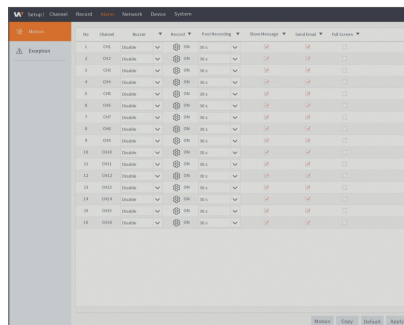 Setup | Channel Record Alarm Network Device System
Motion
Exception
No Channel Buzzer Record Post Recording Show Message Send Email Full Screen
1 CH1 Disable ON 30 s
2 CH2 Disable ON 30 s
3 CH3 Disable ON 30 s
4 CH4 Disable ON 30 s
5 CH5 Disable ON 30 s
6 CH6 Disable ON 30 s
7 CH7 Disable ON 30 s
8 CH8 Disable ON 30 s
9 CH9 Disable ON 30 s
10 CH10 Disable ON 30 s
11 CH11 Disable ON 30 s
12 CH12 Disable ON 30 s
13 CH13 Disable ON 30 s
14 CH14 Disable ON 30 s
15 CH15 Disable ON 30 s
16 CH16 Disable ON 30 s
Motion Copy Default Apply